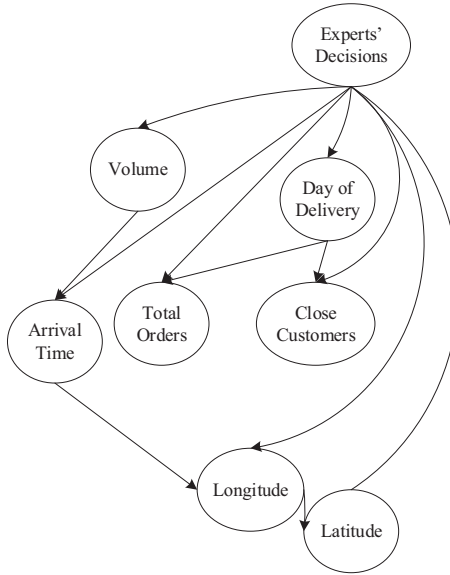 Experts'
Decisions
Volume
Day of
Delivery
Arrival
Time
Total
Orders
Close
Customers
Longitude
Latitude